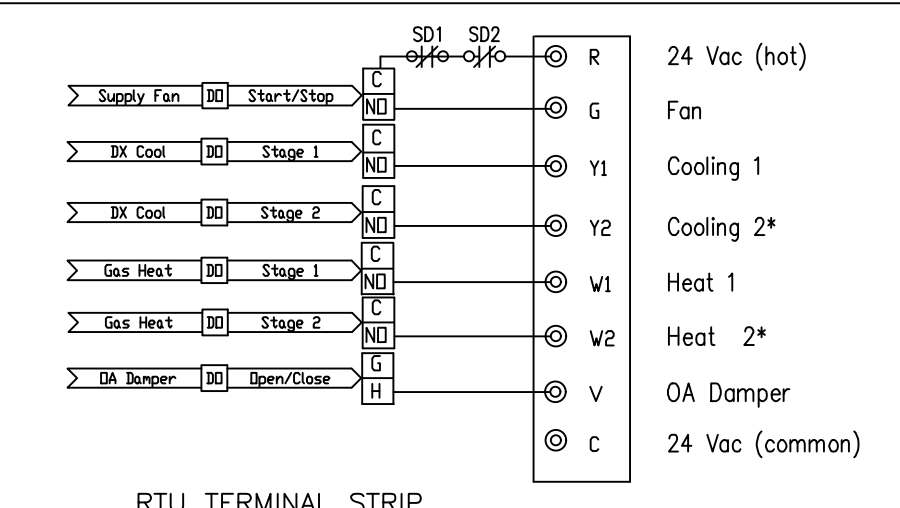 SD1 SD2
R 24 Vac (hot)
C
Supply Fan DO Start/Stop
NO G Fan
C
DX Cool DO Stage 1
NO Y1 Cooling 1
C
DX Cool DO Stage 2
NO Y2 Cooling 2*
C
Gas Heat DO Stage 1
NO W1 Heat 1
C
Gas Heat DO Stage 2
NO W2 Heat 2*
G
OA Damper DO Open/Close
H V OA Damper
C 24 Vac (common)
RTU TERMINAL STRIP